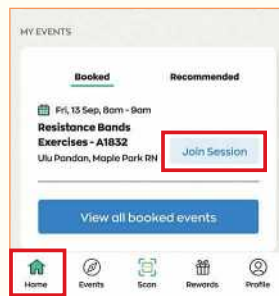 MY EVENTS
Booked Recommended
Fri, 13 Sep, 8am - 9am
Resistance Bands
Exercises - A1832
Ulu Pandan, Maple Park RN
Join Session
View all booked events
Home Events Scan Rewards Profile